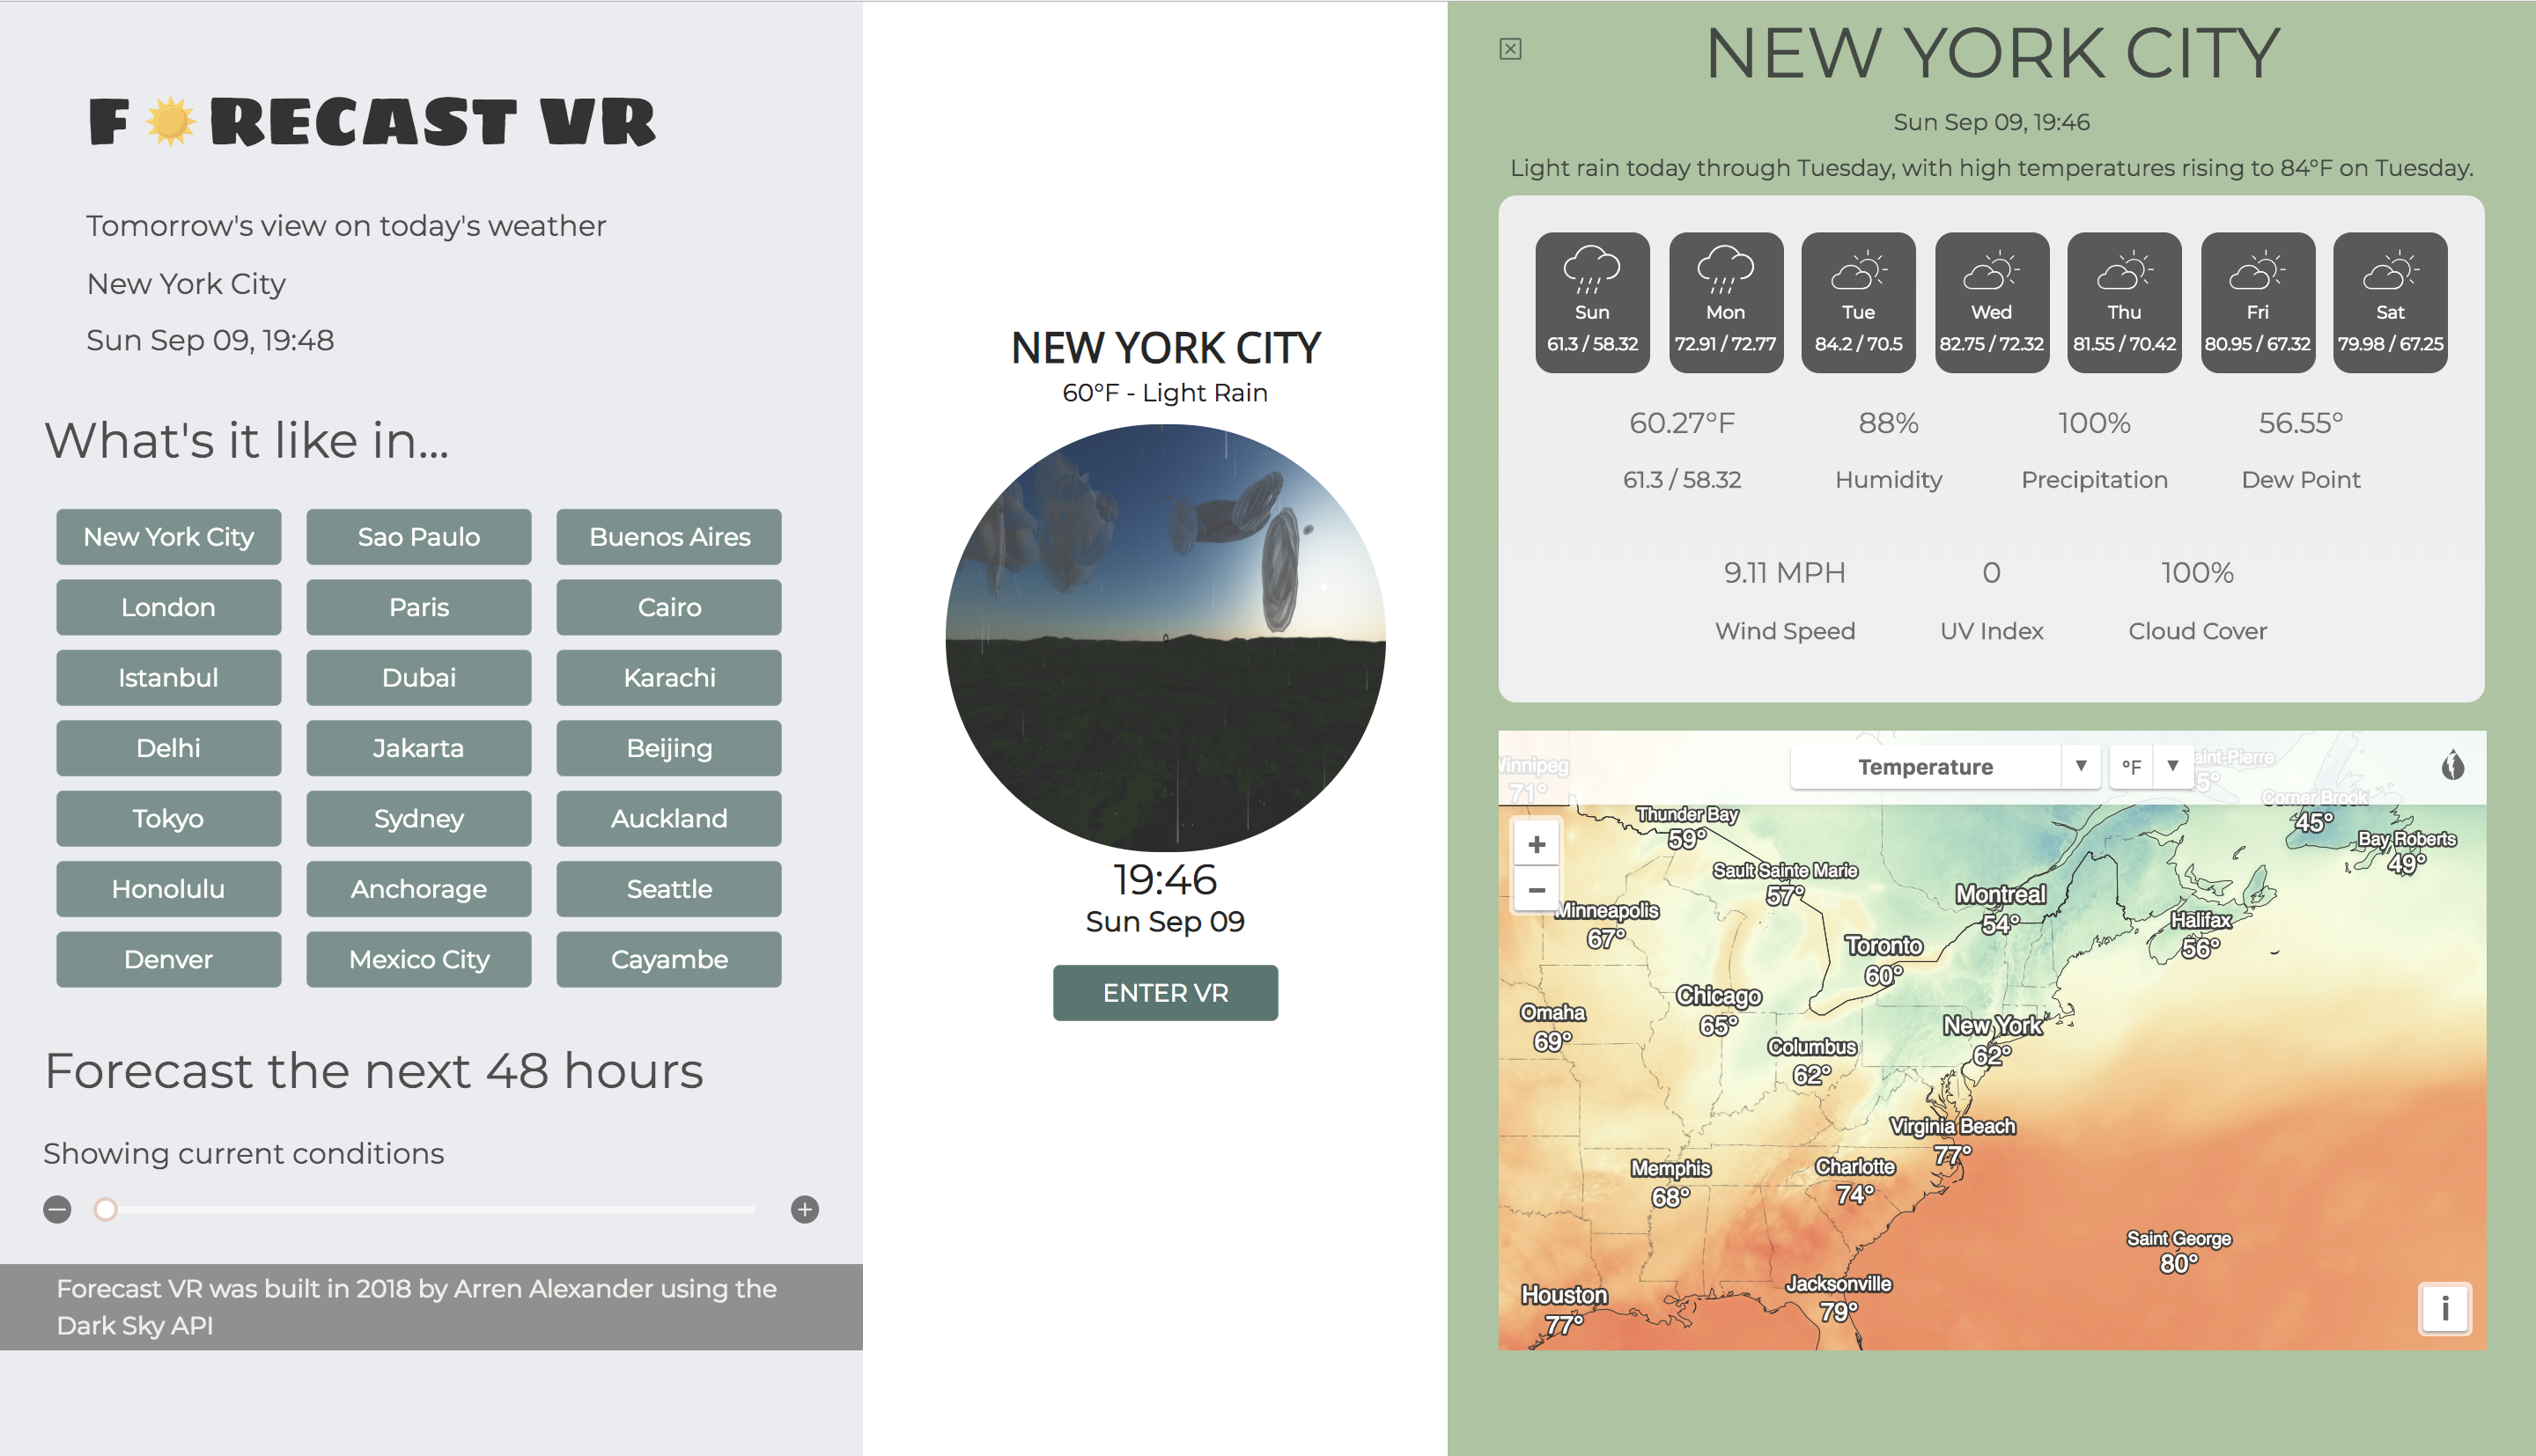 F RECAST VR
Tomorrow's view on today's weather
New York City
Sun Sep 09, 19:48
What's it like in...
New York City
Sao Paulo
Buenos Aires
London
Paris
Cairo
Istanbul
Dubai
Karachi
Delhi
Jakarta
Beijing
Tokyo
Sydney
Auckland
Honolulu
Anchorage
Seattle
Denver
Mexico City
Cayambe
Forecast the next 48 hours
Showing current conditions
Forecast VR was built in 2018 by Arren Alexander using the
Dark Sky API
NEW YORK CITY
60°F - Light Rain
19:46
Sun Sep 09
ENTER VR
NEW YORK CITY
Sun Sep 09, 19:46
Light rain today through Tuesday, with high temperatures rising to 84°F on Tuesday.
Sun
61.3 / 58.32
Mon
72.91 / 72.77
Tue
84.2 / 70.5
Wed
82.75 / 72.32
Thu
81.55 / 70.42
Fri
80.95 / 67.32
Sat
79.98 / 67.25
60.27°F
61.3 / 58.32
88%
Humidity
100%
Precipitation
56.55°
Dew Point
9.11 MPH
Wind Speed
0
UV Index
100%
Cloud Cover
Temperature
°F
Winnipeg
71°
aint-Pierre
5°
Corner Brook
45°
Thunder Bay
59°
Bay Roberts
49°
Sault Sainte Marie
57°
Montreal
54°
Minneapolis
67°
Halifax
56°
Toronto
60°
Chicago
65°
Omaha
69°
New York
62°
Columbus
62°
Virginia Beach
77°
Memphis
68°
Charlotte
74°
Saint George
80°
Jacksonville
79°
Houston
77°
i